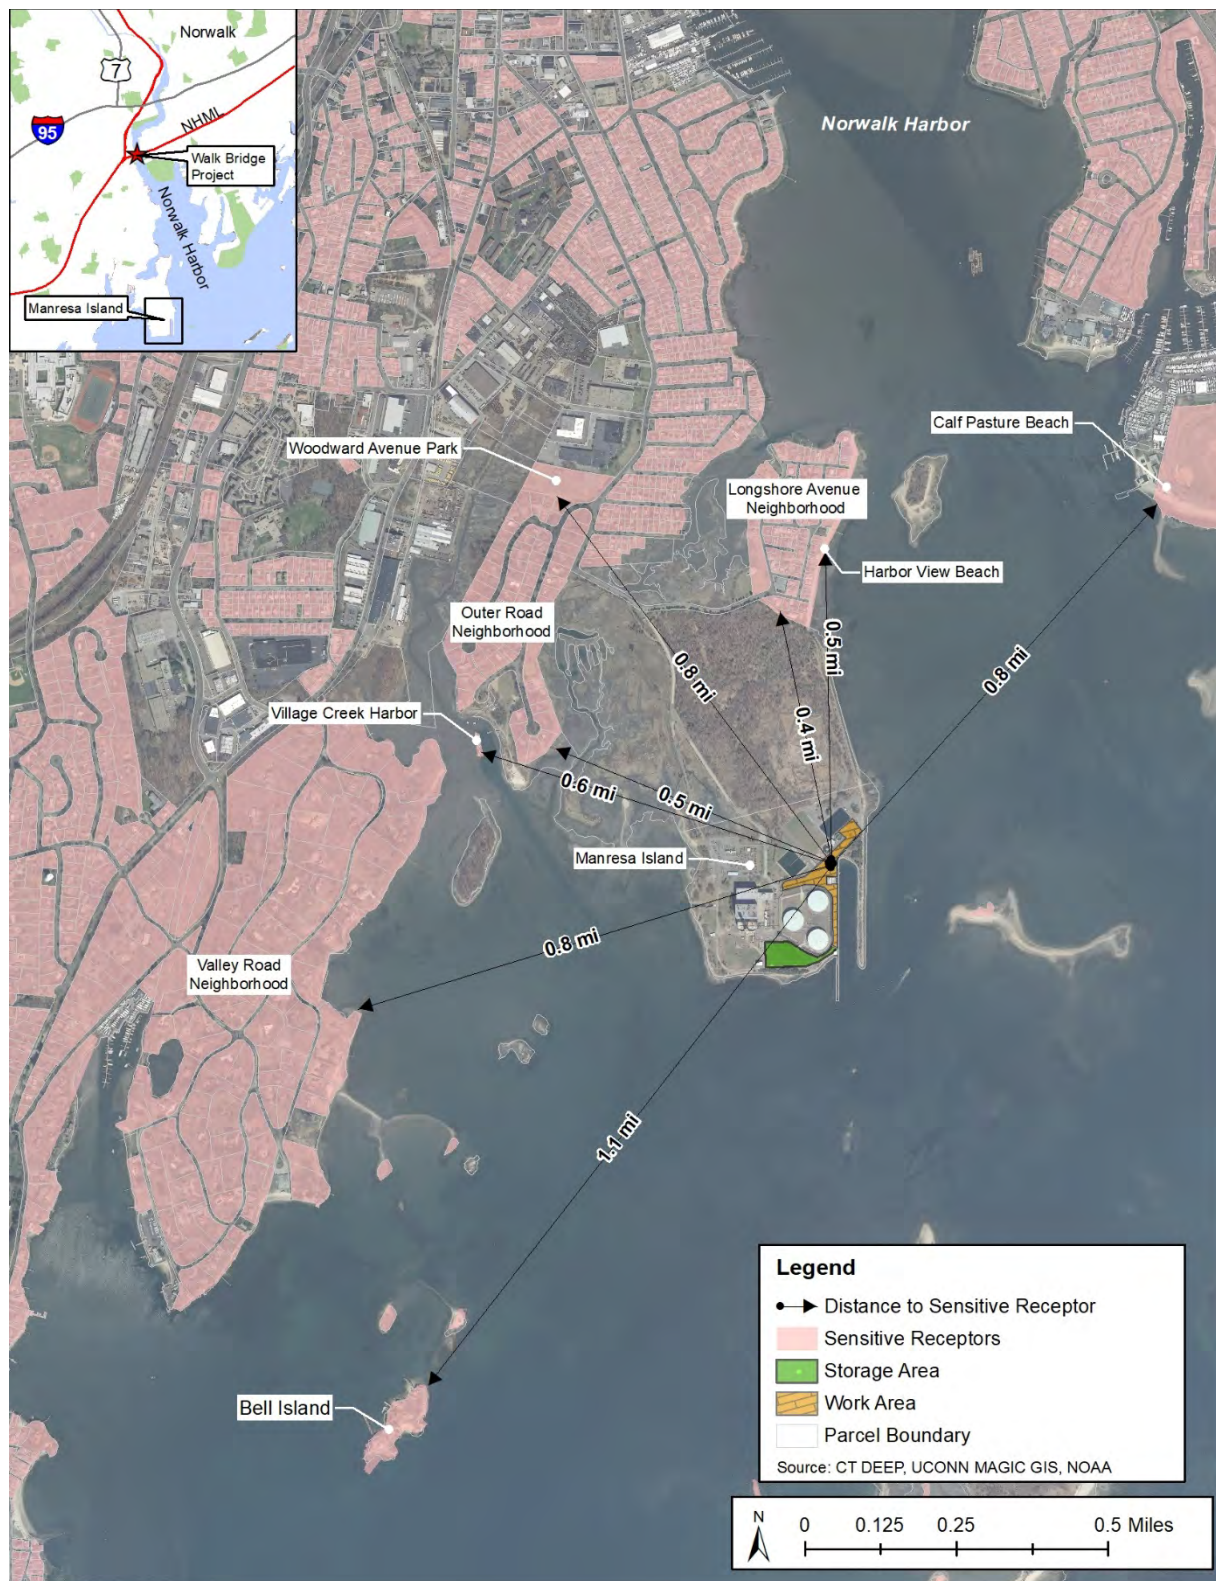 Norwalk
7
95
NHML
Walk Bridge
Project
Norwalk Harbor
Manresa Island
Norwalk Harbor
Calf Pasture Beach
Woodward Avenue Park
Longshore Avenue
Neighborhood
Harbor View Beach
Outer Road
Neighborhood
0.8 mi
0.5 mi
0.8 mi
0.4 mi
Village Creek Harbor
0.6 mi
0.5 mi
Manresa Island
0.8 mi
Valley Road
Neighborhood
1.1 mi
Bell Island
Legend
Distance to Sensitive Receptor
Sensitive Receptors
Storage Area
Work Area
Parcel Boundary
Source: CT DEEP, UCONN MAGIC GIS, NOAA
N
0 0.125 0.25 0.5 Miles